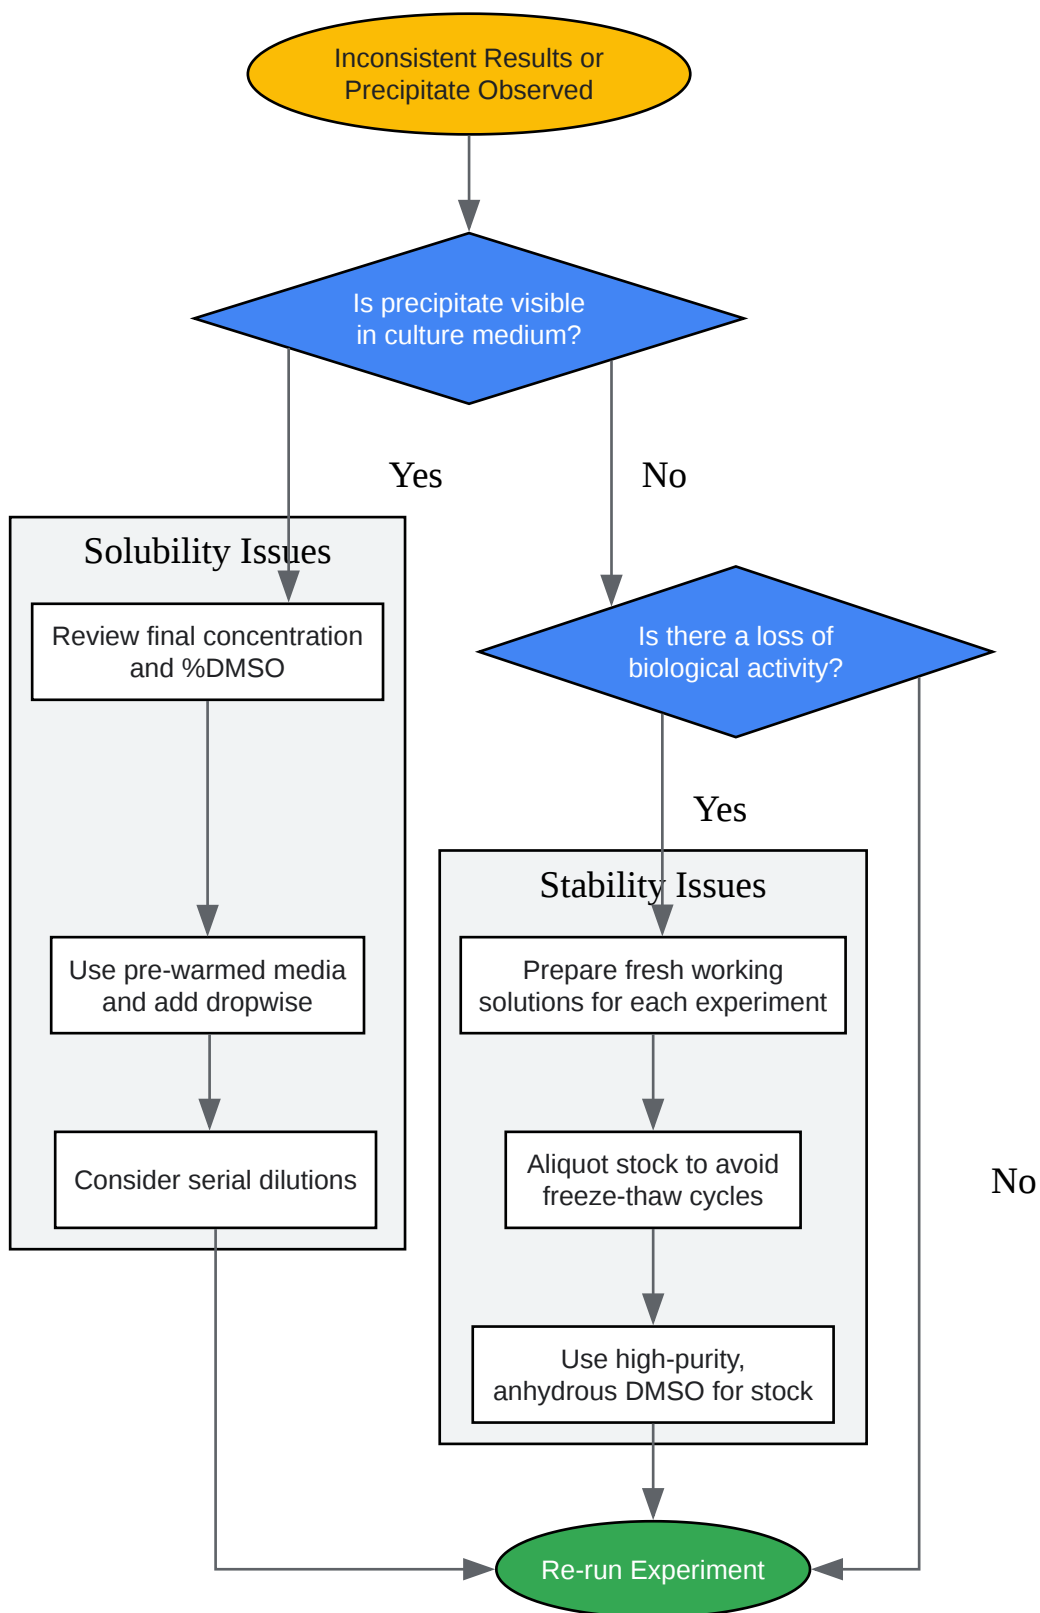 Inconsistent Results or
Precipitate Observed
Is precipitate visible
in culture medium?
Yes
No
Solubility Issues
Review final concentration
and %DMSO
Is there a loss of
biological activity?
Yes
Stability Issues
Use pre-warmed media
and add dropwise
Prepare fresh working
solutions for each experiment
Consider serial dilutions
Aliquot stock to avoid
freeze-thaw cycles
No
Use high-purity,
anhydrous DMSO for stock
Re-run Experiment